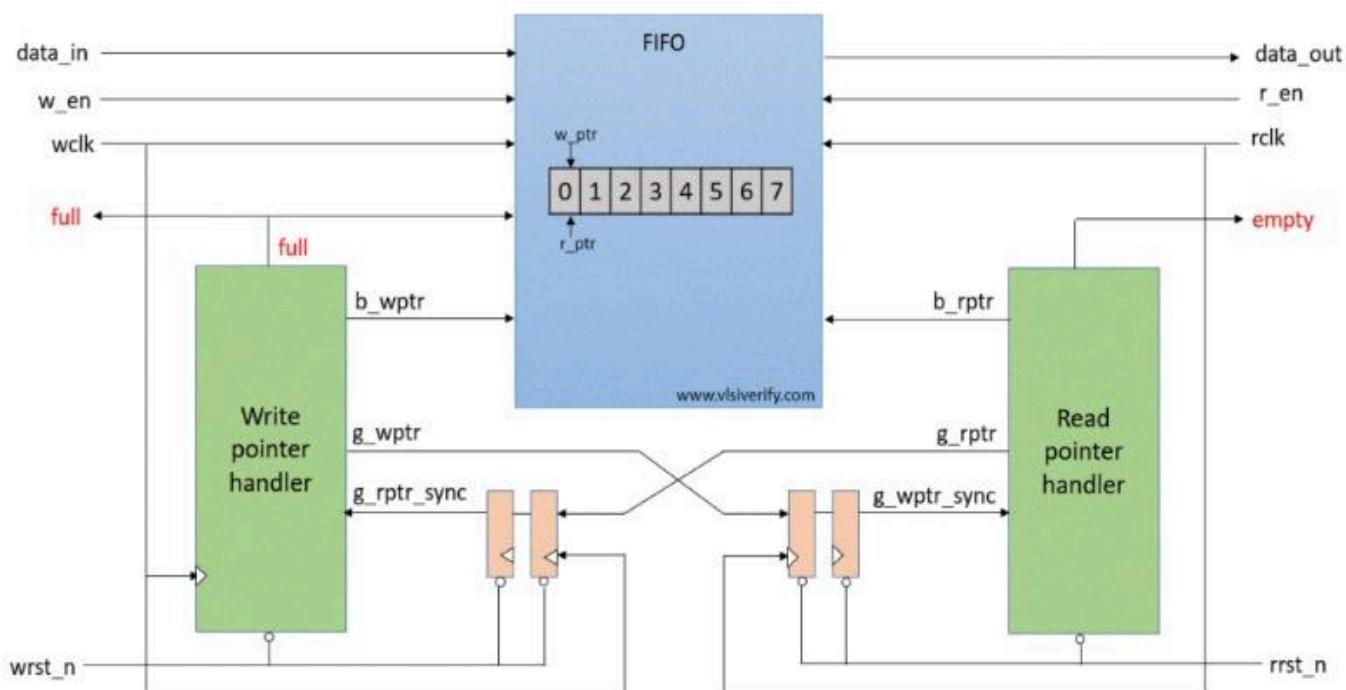 FIFO
data_in
data_out
w_en
r_en
w_ptr
wclk
rclk
0 1 2 3 4 5 6 7
full
empty
r_ptr
full
b_wptr
b_rptr
www.vlsiverify.com
Write
pointer
handler
Read
pointer
handler
g_wptr
g_rptr
g_rptr_sync
g_wptr_sync
wrst_n
rrst_n